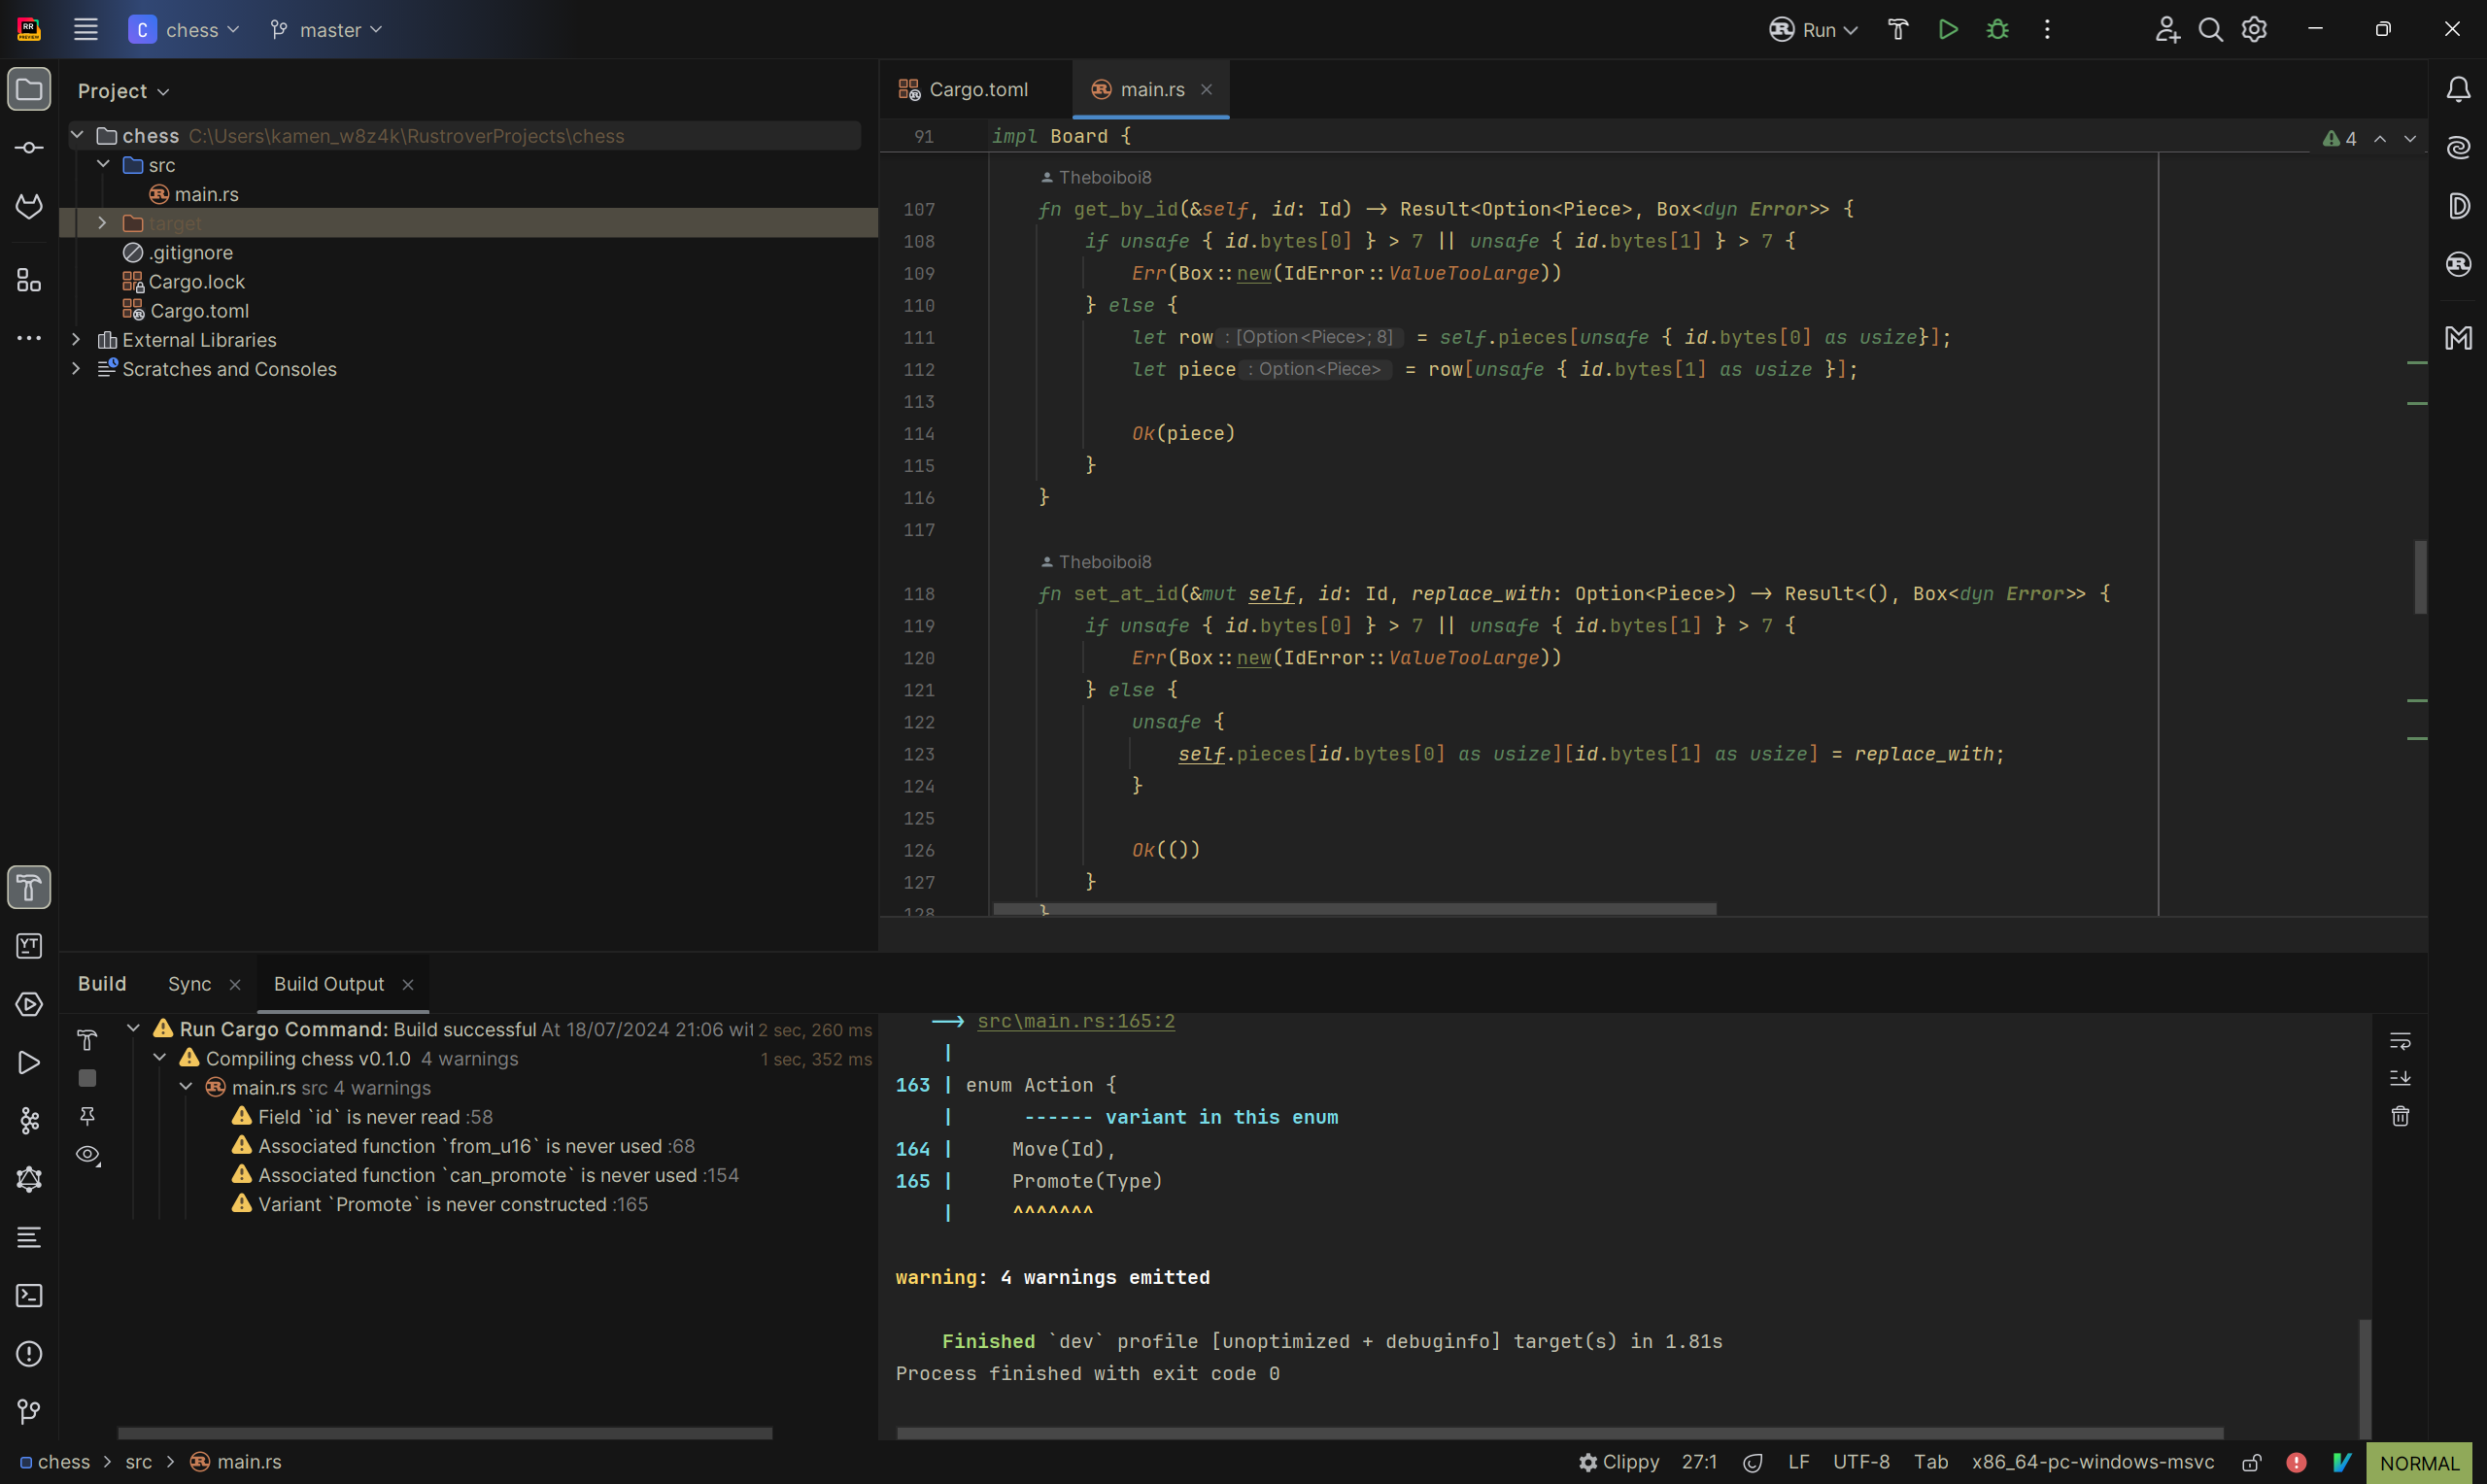 C chess master Run
Project
chess C:\Users\kamen_w8z4k\RustroverProjects\chess
src
main.rs
target
.gitignore
Cargo.lock
Cargo.toml
External Libraries
Scratches and Consoles
Cargo.toml main.rs
91 impl Board { 4
Theboiboi8
107 fn get_by_id(&self, id: Id) -> Result<Option<Piece>, Box<dyn Error>> {
108 if unsafe { id.bytes[0] } > 7 || unsafe { id.bytes[1] } > 7 {
109 Err(Box::new(IdError::ValueTooLarge))
110 } else {
111 let row : [Option<Piece>; 8] = self.pieces[unsafe { id.bytes[0] as usize}];
112 let piece : Option<Piece> = row[unsafe { id.bytes[1] as usize }];
113
114 Ok(piece)
115 }
116 }
117
Theboiboi8
118 fn set_at_id(&mut self, id: Id, replace_with: Option<Piece>) -> Result<(), Box<dyn Error>> {
119 if unsafe { id.bytes[0] } > 7 || unsafe { id.bytes[1] } > 7 {
120 Err(Box::new(IdError::ValueTooLarge))
121 } else {
122 unsafe {
123 self.pieces[id.bytes[0] as usize][id.bytes[1] as usize] = replace_with;
124 }
125
126 Ok(())
127 }
128 }
Build Sync Build Output
Run Cargo Command: Build successful At 18/07/2024 21:06 wit 2 sec, 260 ms
Compiling chess v0.1.0 4 warnings 1 sec, 352 ms
main.rs src 4 warnings
Field `id` is never read :58
Associated function `from_u16` is never used :68
Associated function `can_promote` is never used :154
Variant `Promote` is never constructed :165
--> src\main.rs:165:2
|
163 | enum Action {
| ------ variant in this enum
164 | Move(Id),
165 | Promote(Type)
| ^^^^^^^
warning: 4 warnings emitted
Finished `dev` profile [unoptimized + debuginfo] target(s) in 1.81s
Process finished with exit code 0
chess > src > main.rs
Clippy 27:1 LF UTF-8 Tab x86_64-pc-windows-msvc NORMAL